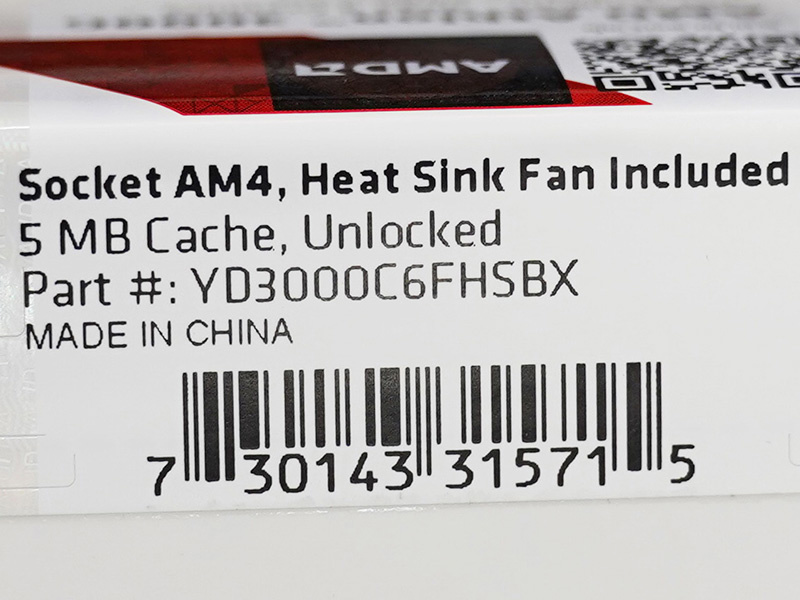 AMD
Socket AM4, Heat Sink Fan Included
5 MB Cache, Unlocked
Part #: YD3000C6FHSBX
MADE IN CHINA
7 30143 31571 5